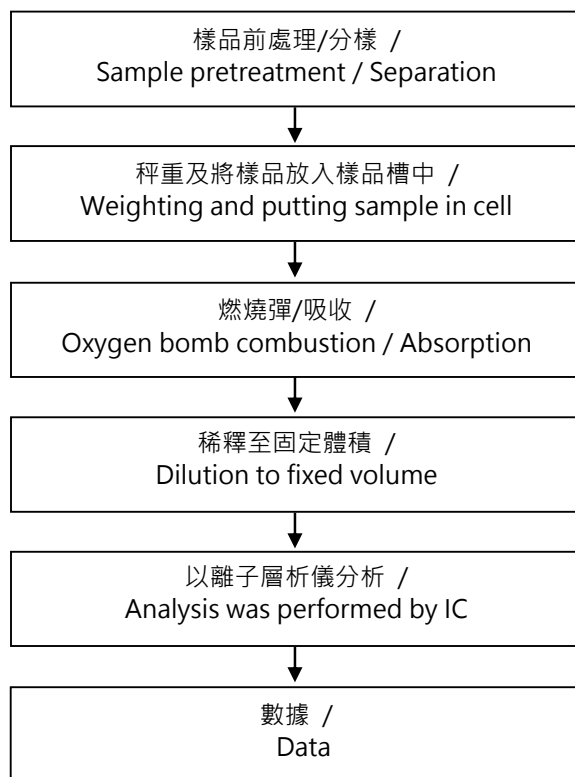 樣品前處理/分樣 /
Sample pretreatment / Separation
秤重及將樣品放入樣品槽中 /
Weighting and putting sample in cell
燃燒彈/吸收 /
Oxygen bomb combustion / Absorption
稀釋至固定體積 /
Dilution to fixed volume
以離子層析儀分析 /
Analysis was performed by IC
數據 /
Data